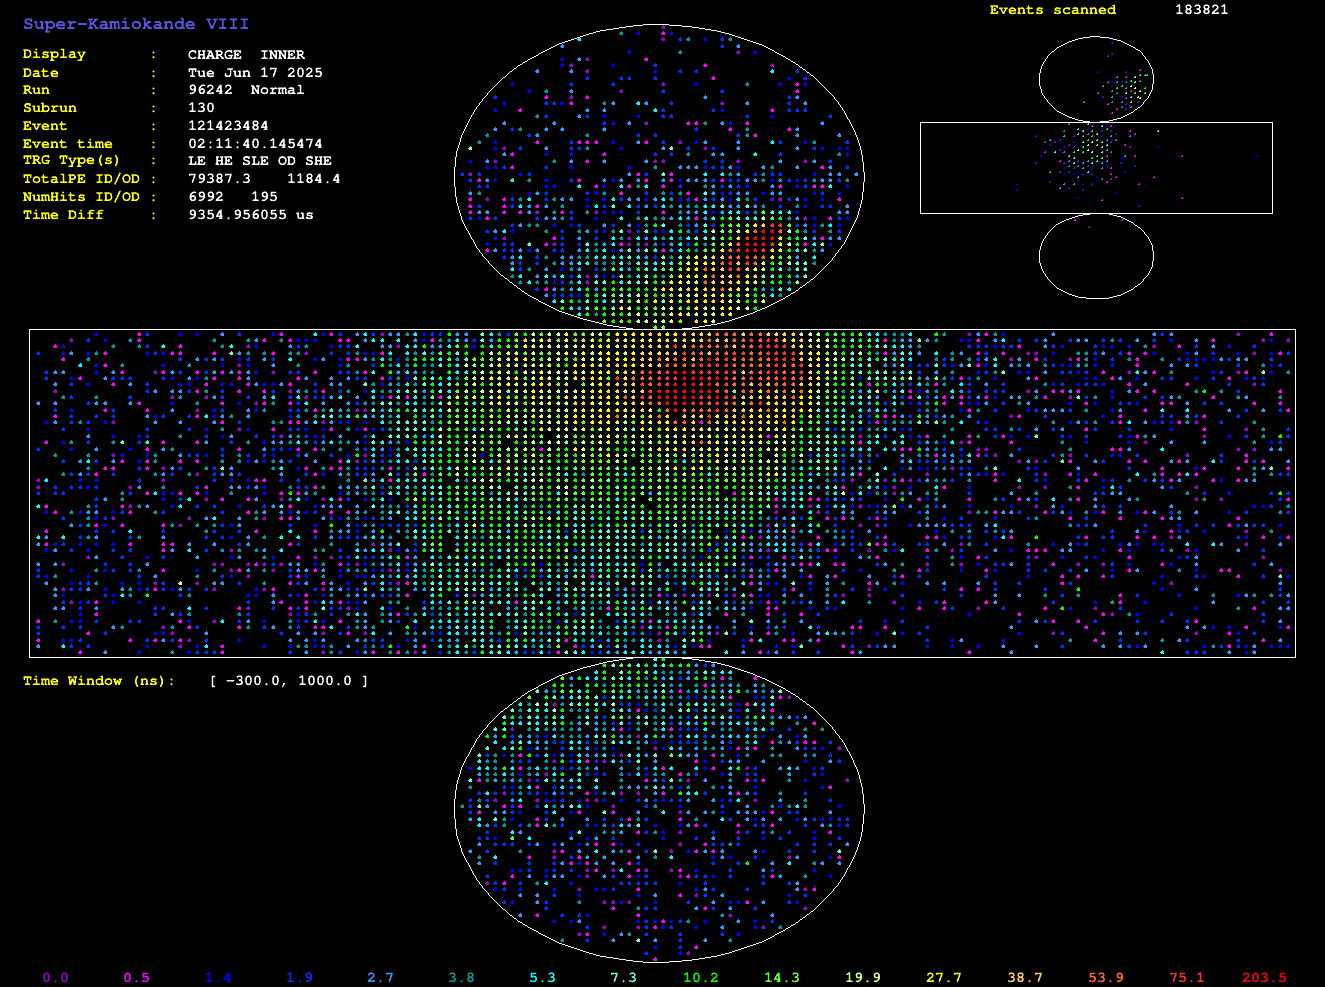 Super-Kamiokande VIII
Events scanned 183821
Display : CHARGE INNER
Date : Tue Jun 17 2025
Run : 96242 Normal
Subrun : 130
Event : 121423484
Event time : 02:11:40.145474
TRG Type(s) : LE HE SLE OD SHE
TotalPE ID/OD : 79387.3 1184.4
NumHits ID/OD : 6992 195
Time Diff : 9354.956055 us
Time Window (ns): [ -300.0, 1000.0 ]
0.0 0.5 1.4 1.9 2.7 3.8 5.3 7.3 10.2 14.3 19.9 27.7 38.7 53.9 75.1 203.5